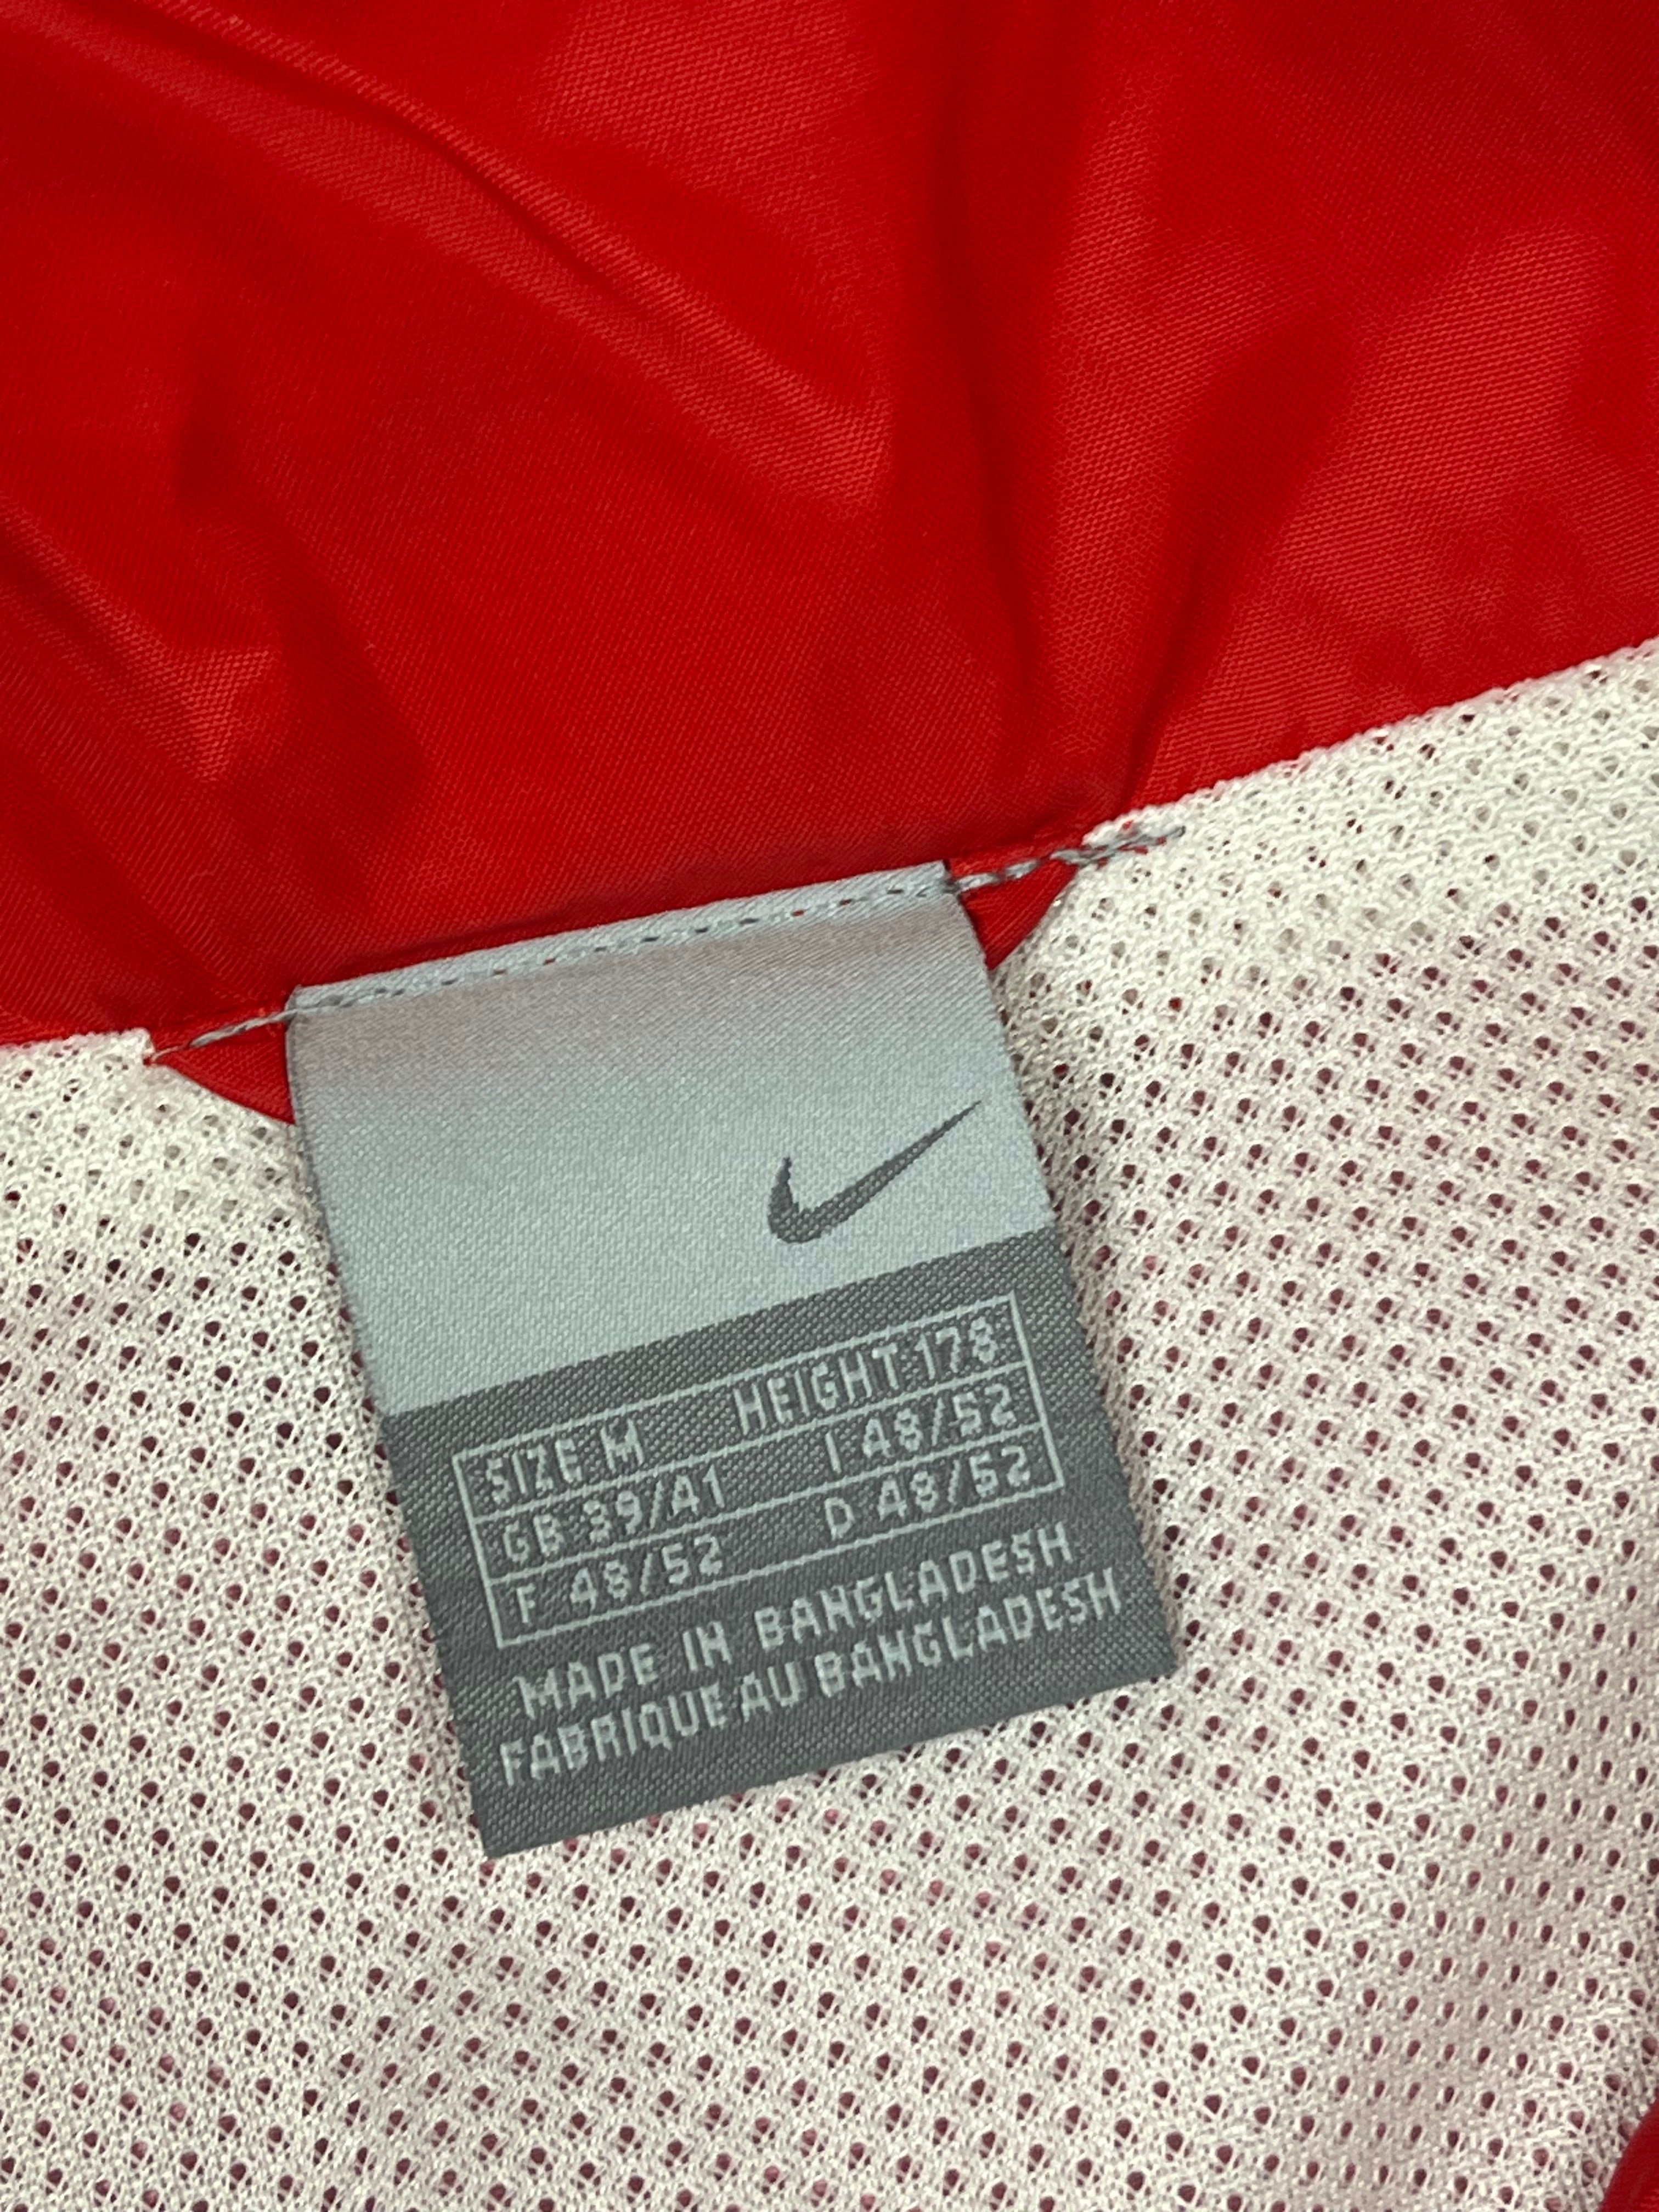 SIZE M HEIGHT 178
GB 39/41 I 48/52
F 48/52 D 48/52
MADE IN BANGLADESH
FABRIQUE AU BANGLADESH